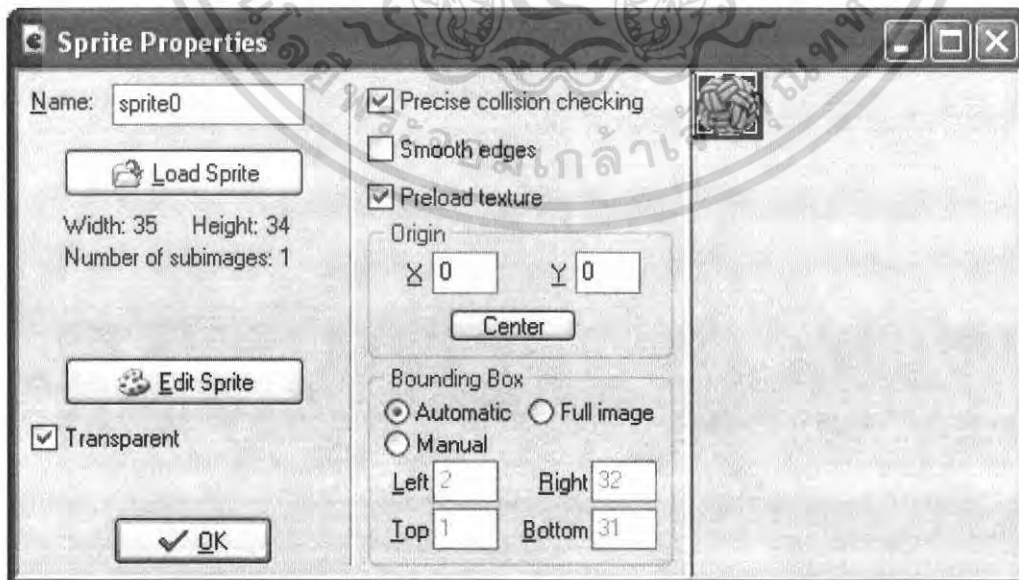 Sprite Properties
Name: sprite0
Load Sprite
Width: 35 Height: 34
Number of subimages: 1
Edit Sprite
Transparent
OK
Precise collision checking
Smooth edges
Preload texture
Origin
X 0 Y 0
Center
Bounding Box
Automatic Full image
Manual
Left 2 Right 32
Top 1 Bottom 31